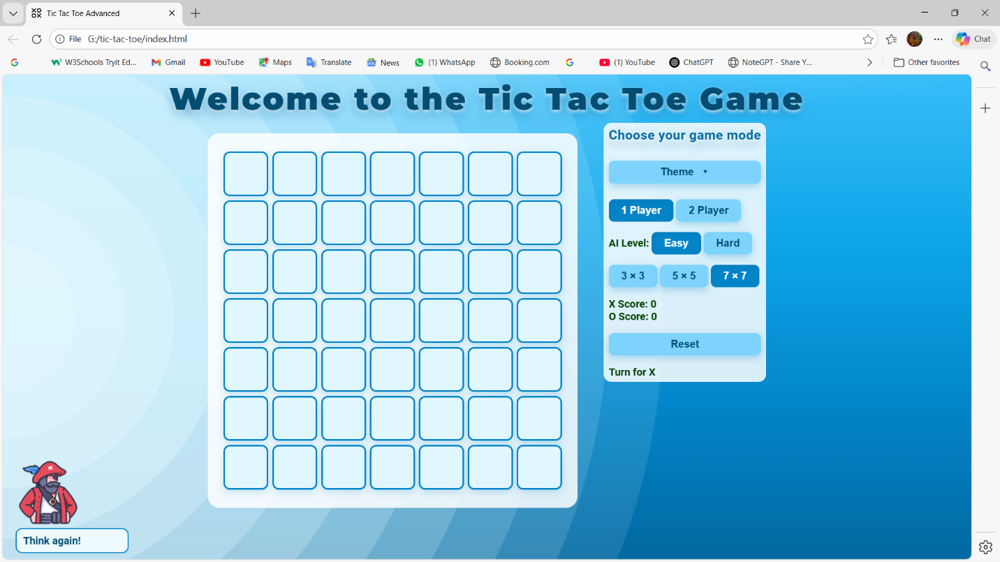 Tic Tac Toe Advanced
File G:/tic-tac-toe/index.html
Chat
W3Schools Tryit Ed...
Gmail
YouTube
Maps
Translate
News
(1) WhatsApp
Booking.com
(1) YouTube
ChatGPT
NoteGPT - Share Y...
Other favorites
Welcome to the Tic Tac Toe Game
Choose your game mode
Theme ▾
1 Player 2 Player
AI Level: Easy Hard
3 × 3 5 × 5 7 × 7
X Score: 0
O Score: 0
Reset
Turn for X
Think again!